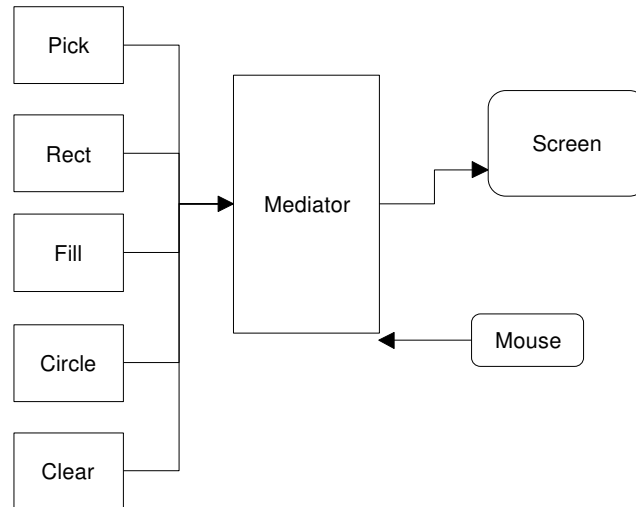 Pick
Rect
Fill
Circle
Clear
Mediator
Screen
Mouse